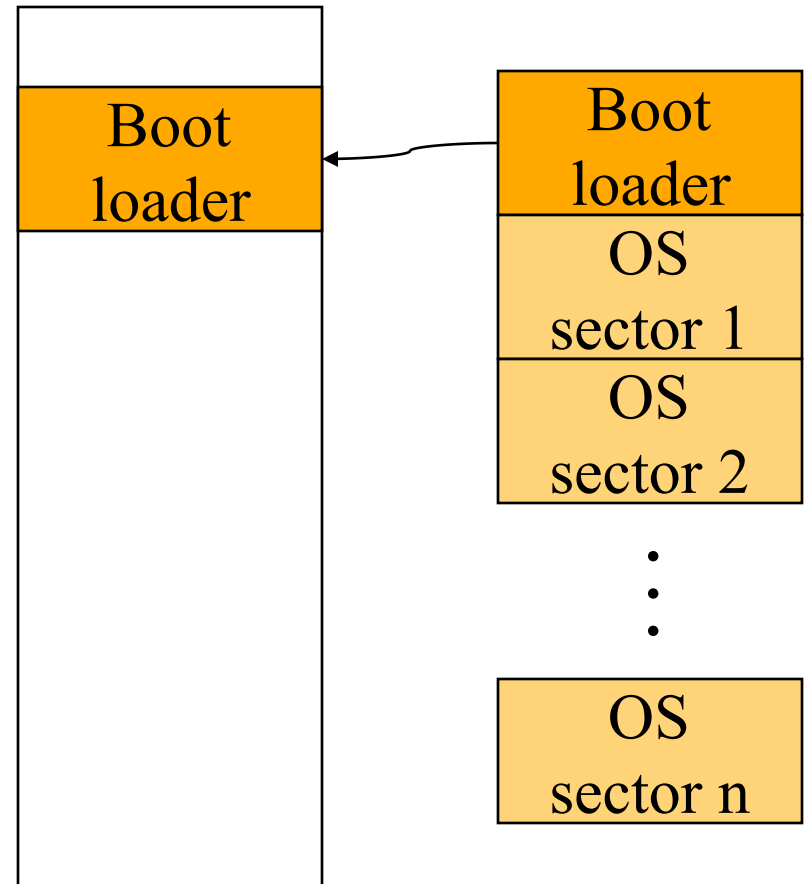 Boot
loader
Boot
loader
OS
sector 1
OS
sector 2
OS
sector n